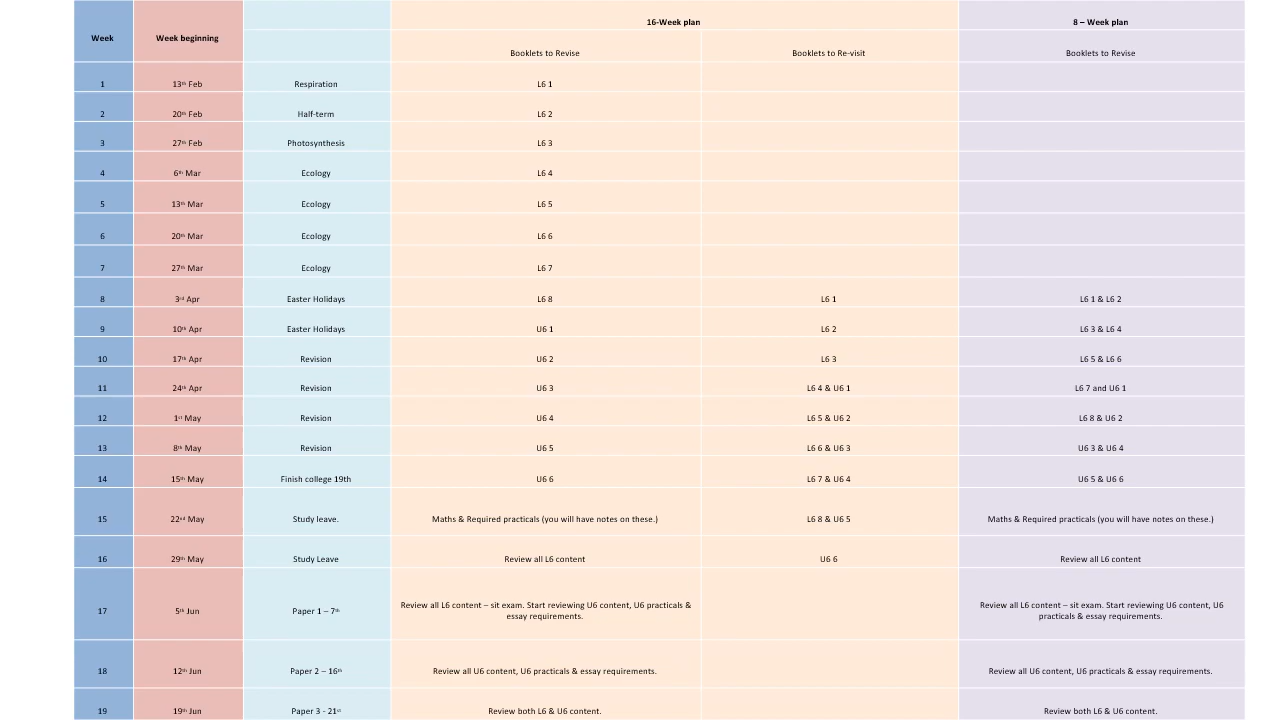 16-Week plan 8 – Week plan
Week Week beginning
Booklets to Revise Booklets to Re-visit Booklets to Revise
1 13th Feb Respiration L6 1
2 20th Feb Half-term L6 2
3 27th Feb Photosynthesis L6 3
4 6th Mar Ecology L6 4
5 13th Mar Ecology L6 5
6 20th Mar Ecology L6 6
7 27th Mar Ecology L6 7
8 3rd Apr Easter Holidays L6 8 L6 1 L6 1 & L6 2
9 10th Apr Easter Holidays U6 1 L6 2 L6 3 & L6 4
10 17th Apr Revision U6 2 L6 3 L6 5 & L6 6
11 24th Apr Revision U6 3 L6 4 & U6 1 L6 7 and U6 1
12 1st May Revision U6 4 L6 5 & U6 2 L6 8 & U6 2
13 8th May Revision U6 5 L6 6 & U6 3 U6 3 & U6 4
14 15th May Finish college 19th U6 6 L6 7 & U6 4 U6 5 & U6 6
15 22nd May Study leave. Maths & Required practicals (you will have notes on these.) L6 8 & U6 5 Maths & Required practicals (you will have notes on these.)
16 29th May Study Leave Review all L6 content U6 6 Review all L6 content
17 5th Jun Paper 1 – 7th Review all L6 content – sit exam. Start reviewing U6 content, U6 practicals & Review all L6 content – sit exam. Start reviewing U6 content, U6
essay requirements. practicals & essay requirements.
18 12th Jun Paper 2 – 16th Review all U6 content, U6 practicals & essay requirements. Review all U6 content, U6 practicals & essay requirements.
19 19th Jun Paper 3 - 21st Review both L6 & U6 content. Review both L6 & U6 content.